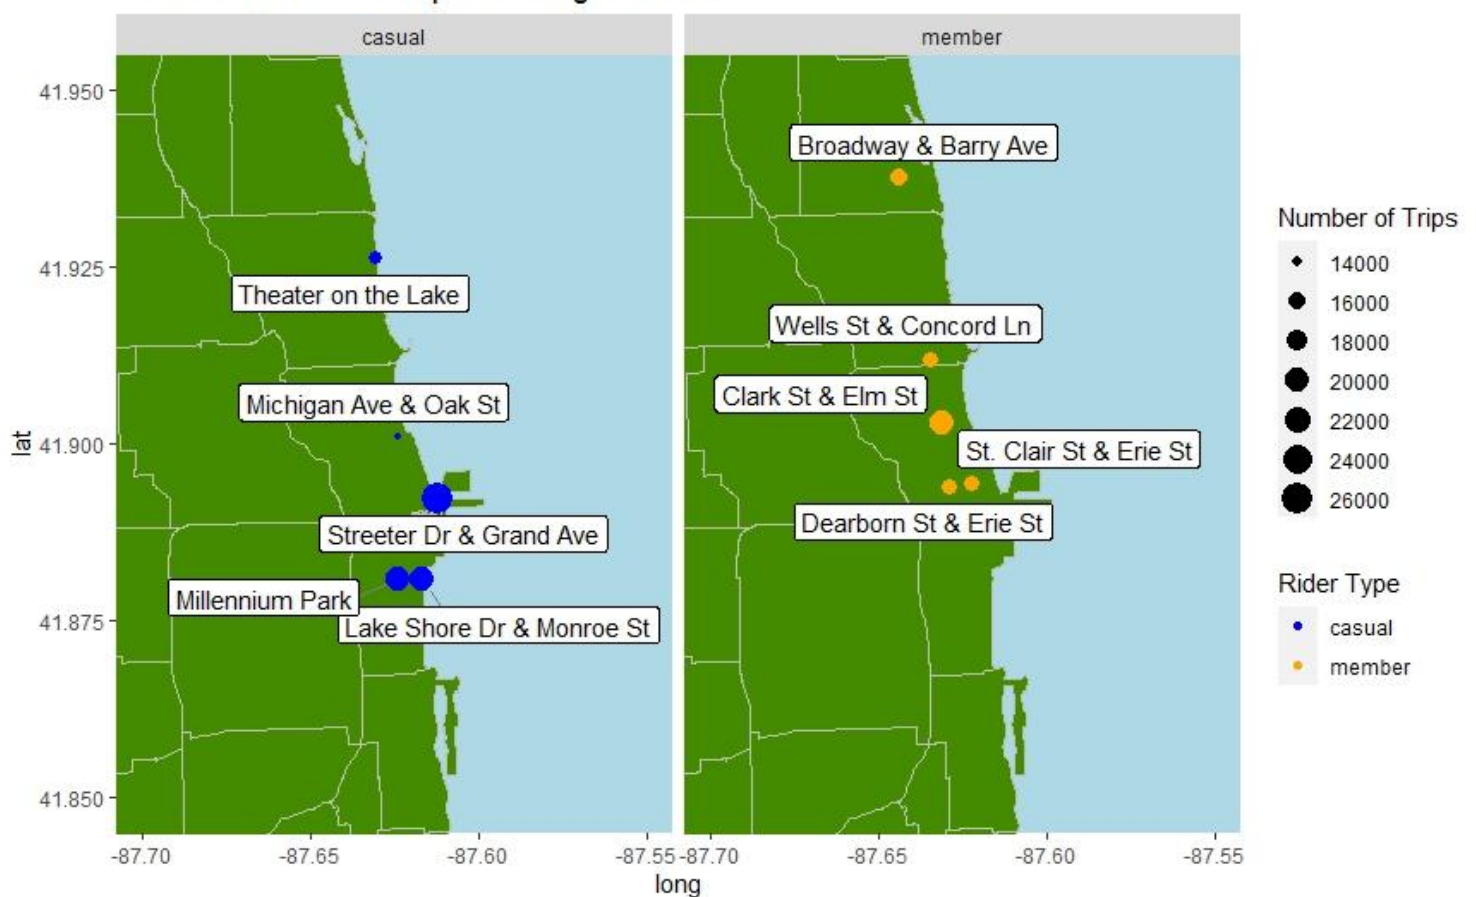 casual
member
41.950
41.925
41.900
41.875
41.850
lat
Theater on the Lake
Michigan Ave & Oak St
Streeter Dr & Grand Ave
Millennium Park
Lake Shore Dr & Monroe St
Broadway & Barry Ave
Wells St & Concord Ln
Clark St & Elm St
St. Clair St & Erie St
Dearborn St & Erie St
-87.70
-87.65
-87.60
-87.55
-87.70
-87.65
-87.60
-87.55
long
Number of Trips
14000
16000
18000
20000
22000
24000
26000
Rider Type
casual
member